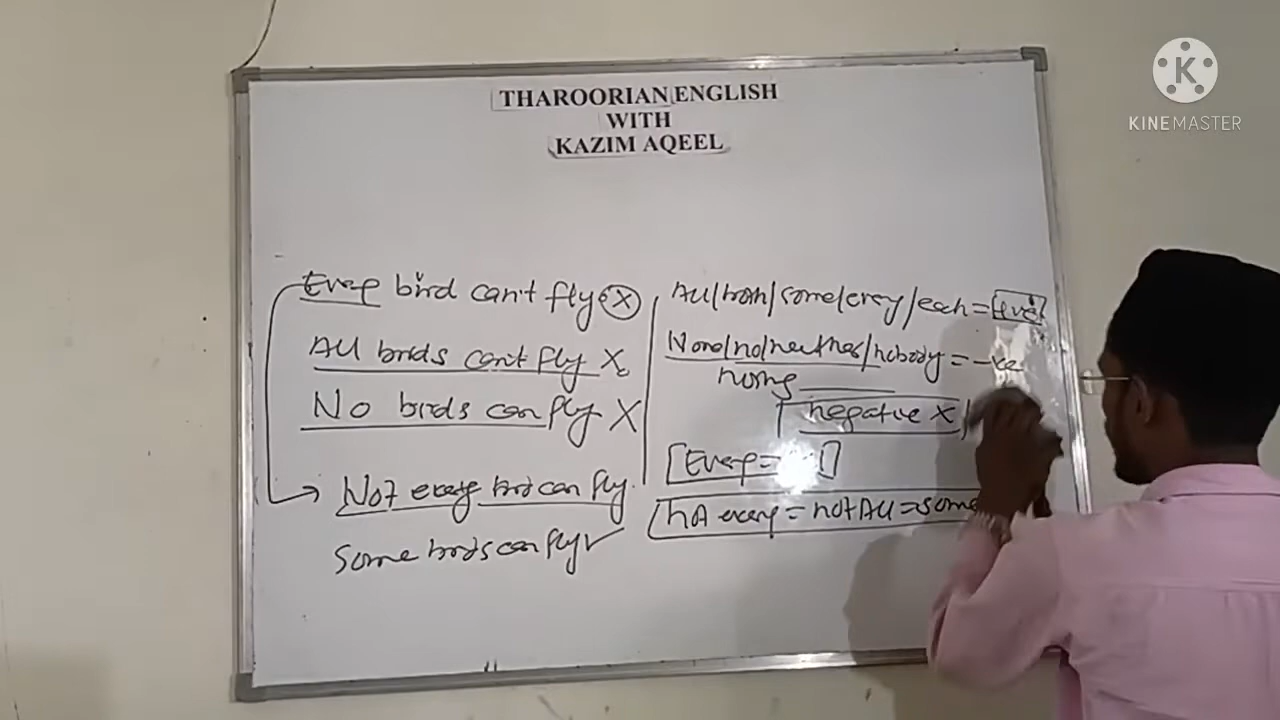 THAROORIAN ENGLISH
WITH
KAZIM AQEEL
Every bird can't fly X
All birds can't fly X
No birds can fly X
Not every bird can fly.
Some birds can fly ✓
All/both/some/every/each = +ve
None/no/neither/nobody = -ve
negative X
Every =
not every = not All = some
K
KINEMASTER